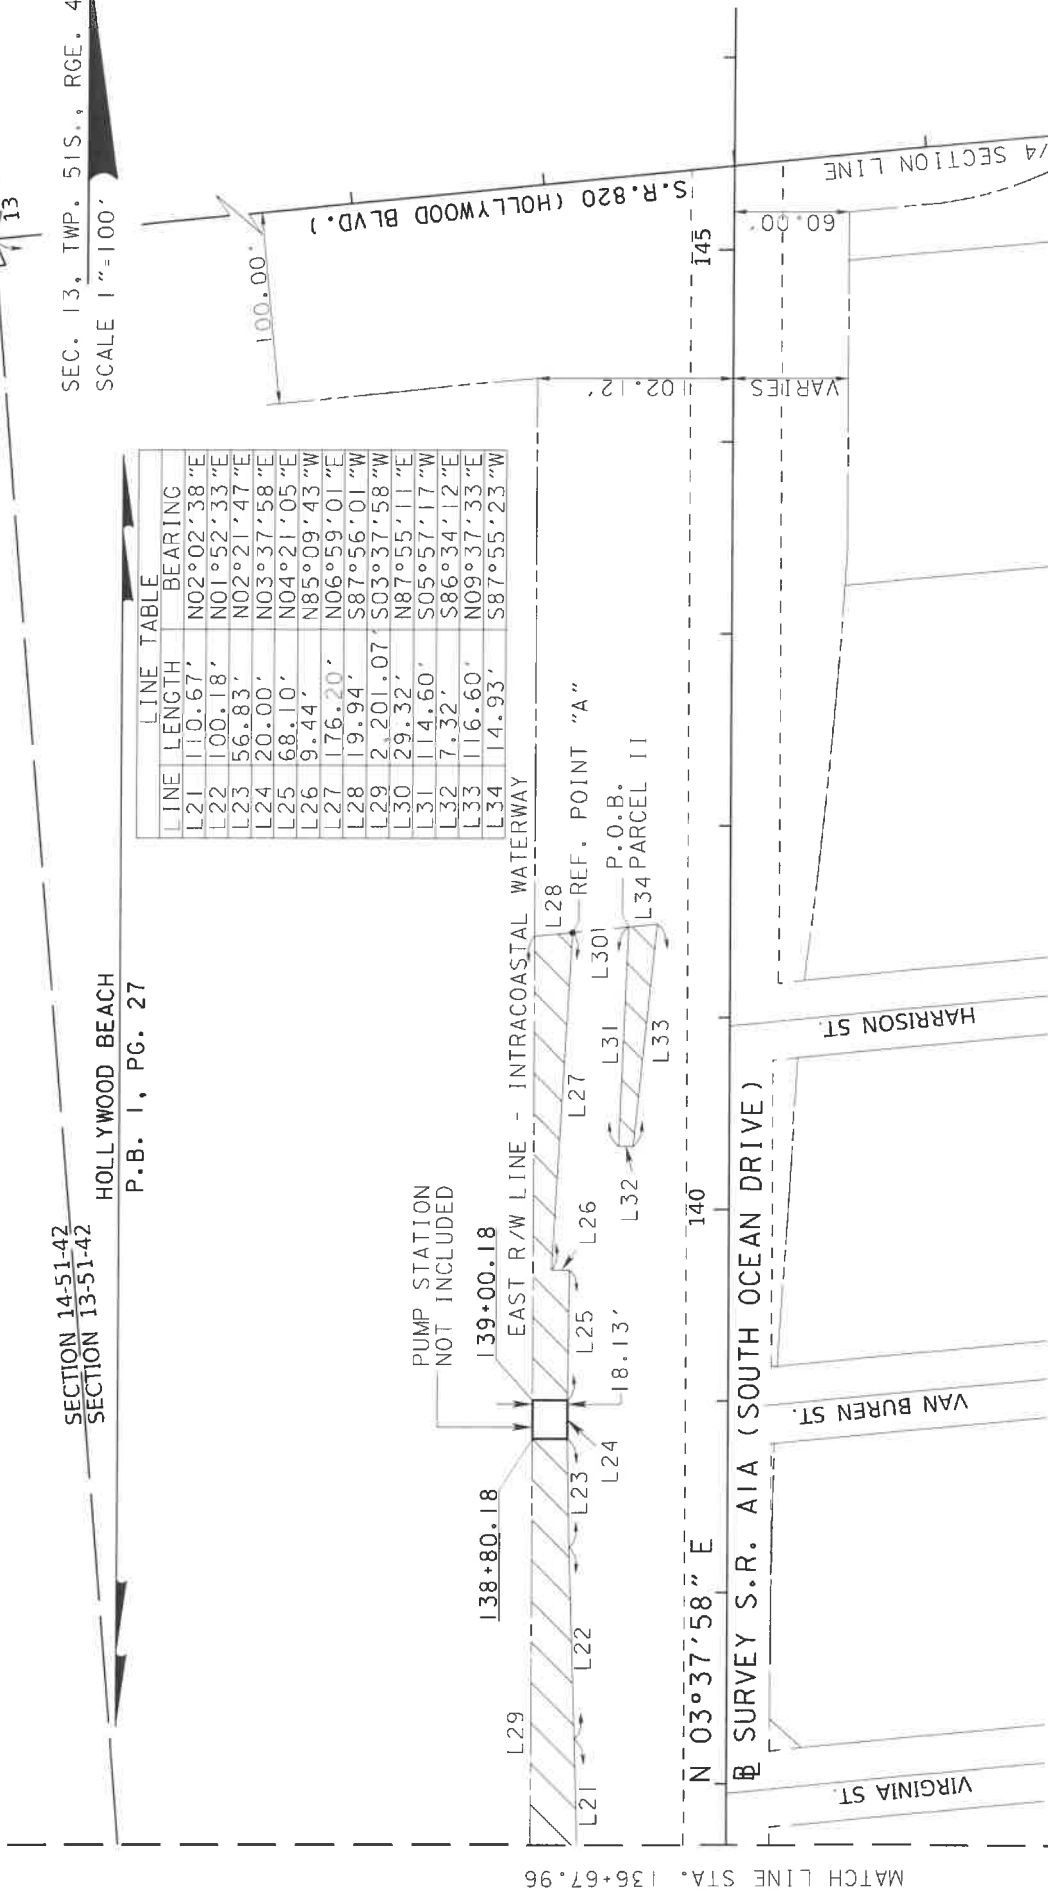 13
SEC. 13, TWP. 51S., RGE. 4
SCALE 1"=100'
SECTION 14-51-42
SECTION 13-51-42
HOLLYWOOD BEACH
P.B. 1, PG. 27
LINE TABLE
LINE LENGTH BEARING
L21 110.67' N02°02'38"E
L22 100.18' N01°52'33"E
L23 56.83' N02°21'47"E
L24 20.00' N03°37'58"E
L25 68.10' N04°21'05"E
L26 9.44' N85°09'43"W
L27 176.20' N06°59'01"E
L28 19.94' S87°56'01"W
L29 2,201.07' S03°37'58"W
L30 29.32' N87°55'11"E
L31 114.60' S05°57'17"W
L32 7.32' S86°34'12"E
L33 116.60' N09°37'33"E
L34 14.93' S87°55'23"W
100.00'
S.R.820 (HOLLYWOOD BLVD.)
/4 SECTION LINE
102.12'
VARIES
60.00'
PUMP STATION
NOT INCLUDED
138+80.18
139+00.18
EAST R/W LINE - INTRACOASTAL WATERWAY
L29
L21
L22
L23
L24
18.13'
L25
L26
L27
L28
REF. POINT "A"
L301
L31
L32
L33
L34
P.O.B.
PARCEL II
N 03°37'58" E
140
145
BL SURVEY S.R. A1A (SOUTH OCEAN DRIVE)
VIRGINIA ST.
VAN BUREN ST.
HARRISON ST.
MATCH LINE STA. 136+67.96